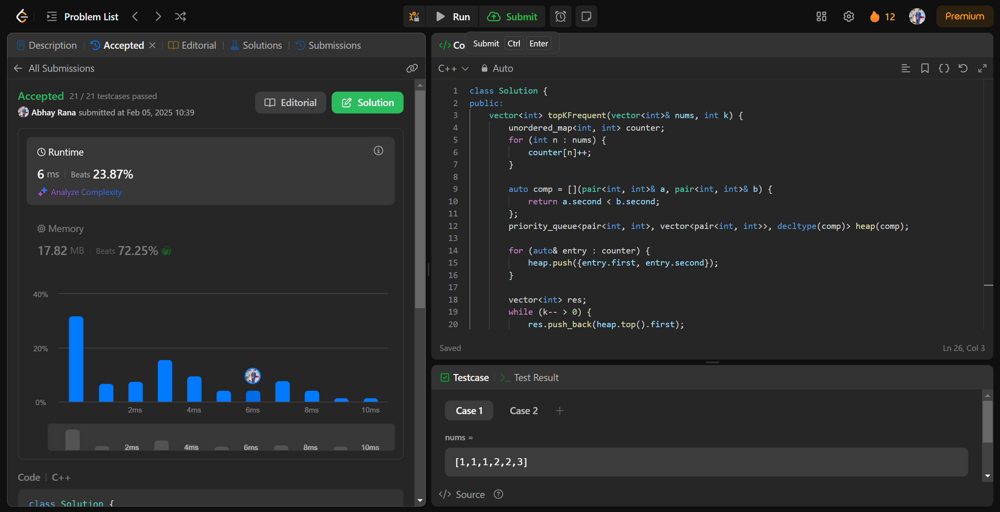 Problem List
Run
Submit
12
Premium
Description
Accepted
Editorial
Solutions
Submissions
All Submissions
Accepted 21 / 21 testcases passed
Abhay Rana submitted at Feb 05, 2025 10:39
Editorial
Solution
Runtime
6 ms Beats 23.87%
Analyze Complexity
Memory
17.82 MB Beats 72.25%
40%
20%
0%
2ms 4ms 6ms 8ms 10ms
2ms 4ms 6ms 8ms 10ms
Code C++
class Solution {
</> Co
Submit Ctrl Enter
C++ Auto
1 class Solution {
2 public:
3 vector<int> topKFrequent(vector<int>& nums, int k) {
4 unordered_map<int, int> counter;
5 for (int n : nums) {
6 counter[n]++;
7 }
8
9 auto comp = [](pair<int, int>& a, pair<int, int>& b) {
10 return a.second < b.second;
11 };
12 priority_queue<pair<int, int>, vector<pair<int, int>>, decltype(comp)> heap(comp);
13
14 for (auto& entry : counter) {
15 heap.push({entry.first, entry.second});
16 }
17
18 vector<int> res;
19 while (k-- > 0) {
20 res.push_back(heap.top().first);
Saved
Ln 26, Col 3
Testcase
Test Result
Case 1
Case 2
nums =
[1,1,1,2,2,3]
</> Source